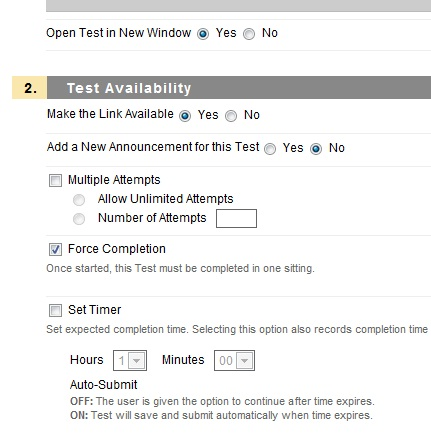 Open Test in New Window Yes No
2. Test Availability
Make the Link Available Yes No
Add a New Announcement for this Test Yes No
Multiple Attempts
Allow Unlimited Attempts
Number of Attempts
Force Completion
Once started, this Test must be completed in one sitting.
Set Timer
Set expected completion time. Selecting this option also records completion time
Hours 1 Minutes 00
Auto-Submit
OFF: The user is given the option to continue after time expires.
ON: Test will save and submit automatically when time expires.